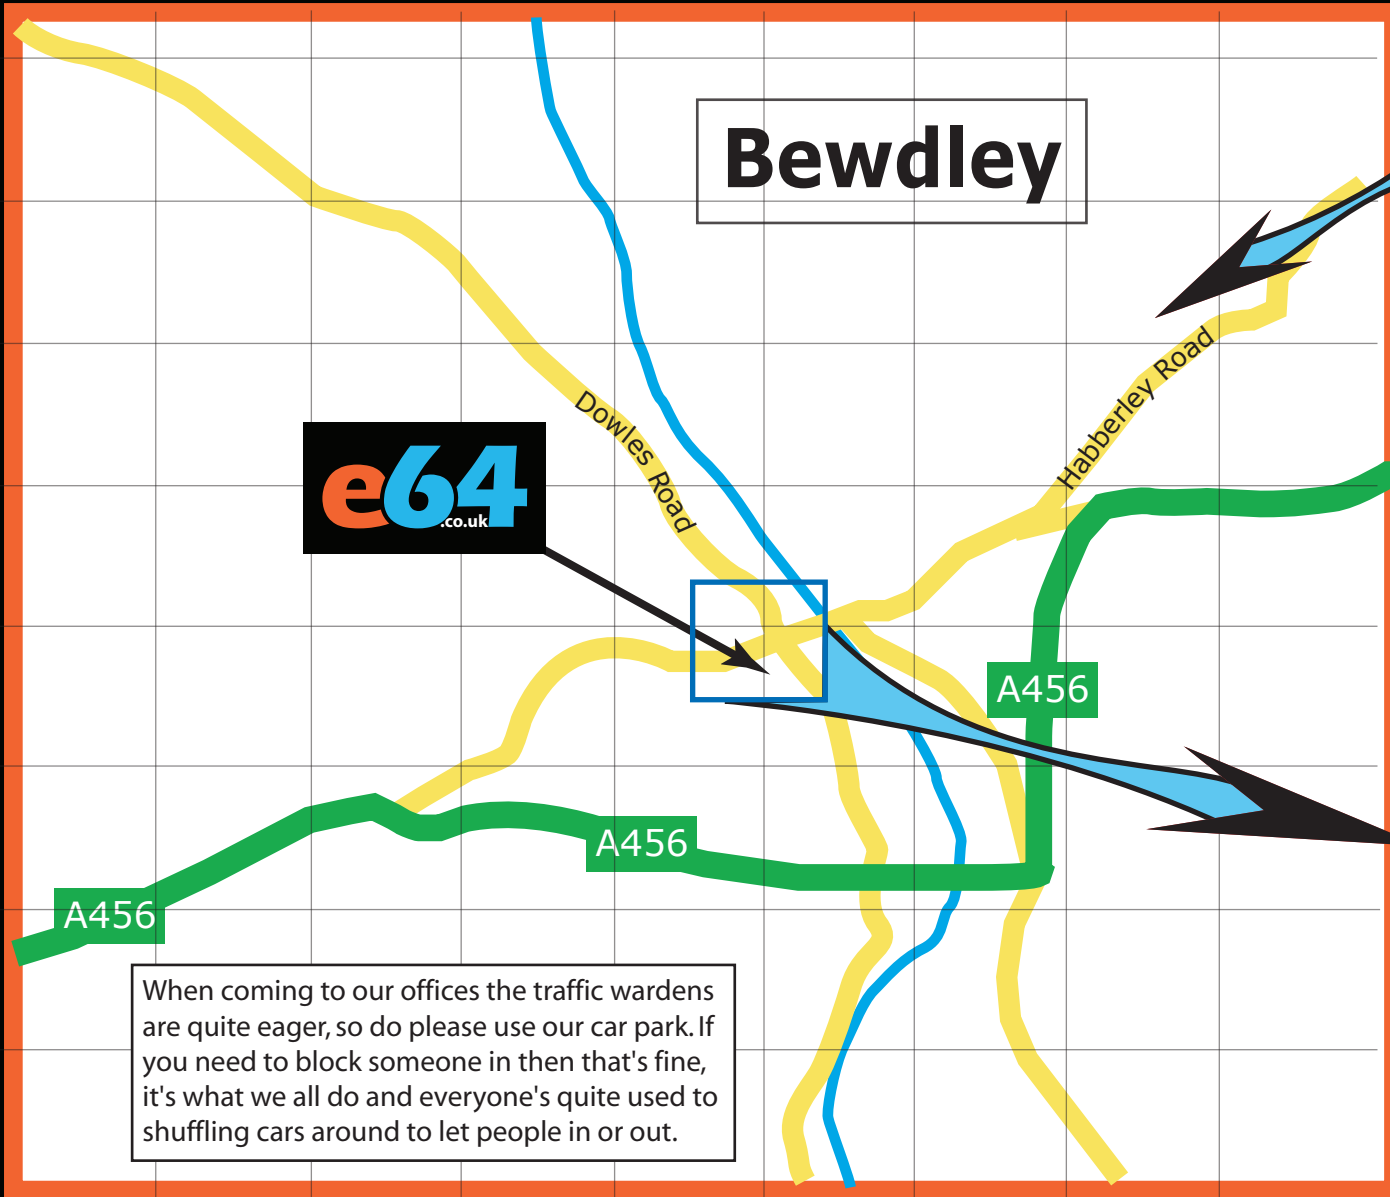 Bewdley
Habberley Road
Dowles Road
e64
.co.uk
A456
A456
A456
When coming to our offices the traffic wardens
are quite eager, so do please use our car park. If
you need to block someone in then that's fine,
it's what we all do and everyone's quite used to
shuffling cars around to let people in or out.